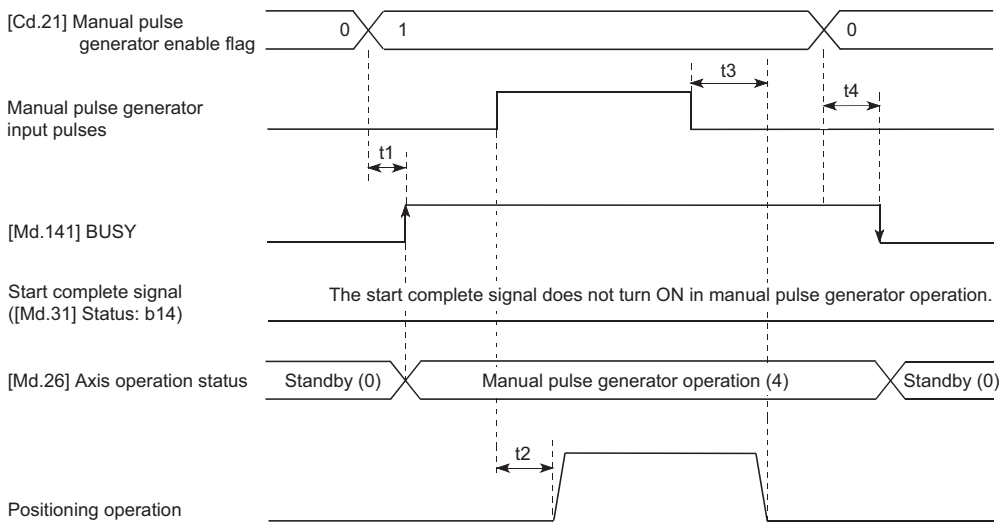 [Cd.21] Manual pulse
generator enable flag
0
1
0
t3
t4
Manual pulse generator
input pulses
t1
[Md.141] BUSY
Start complete signal
([Md.31] Status: b14)
The start complete signal does not turn ON in manual pulse generator operation.
[Md.26] Axis operation status
Standby (0)
Manual pulse generator operation (4)
Standby (0)
t2
Positioning operation